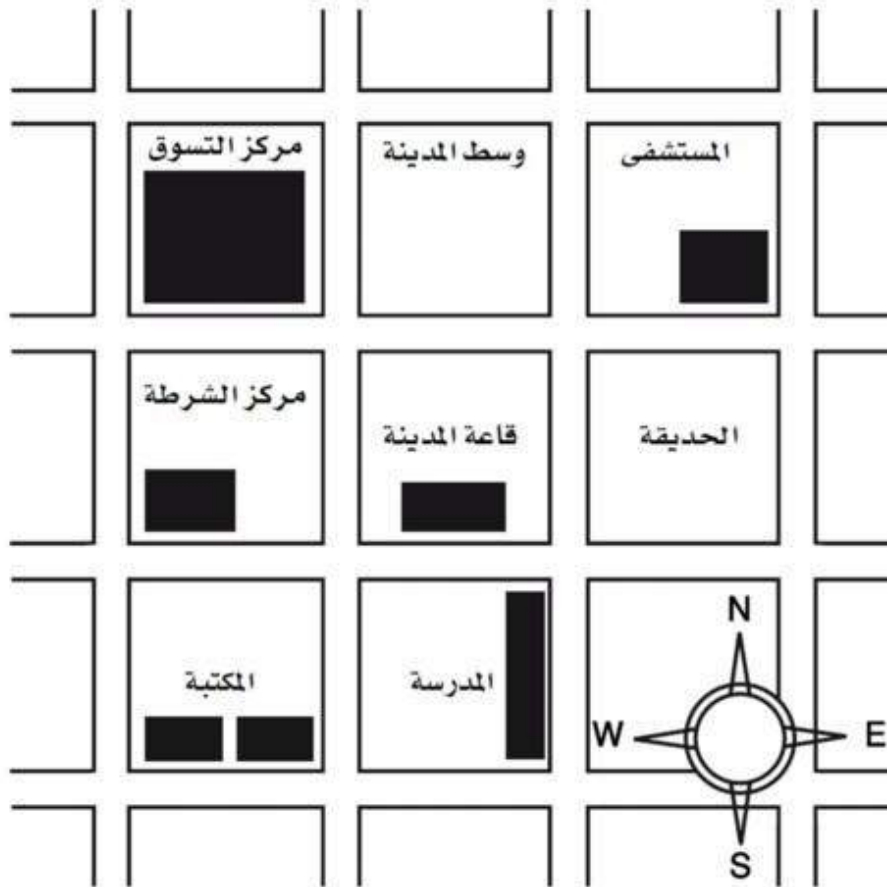 مركز التسوق
وسط المدينة
المستشفى
مركز الشرطة
قاعة المدينة
الحديقة
المكتبة
المدرسة
N
W
E
S